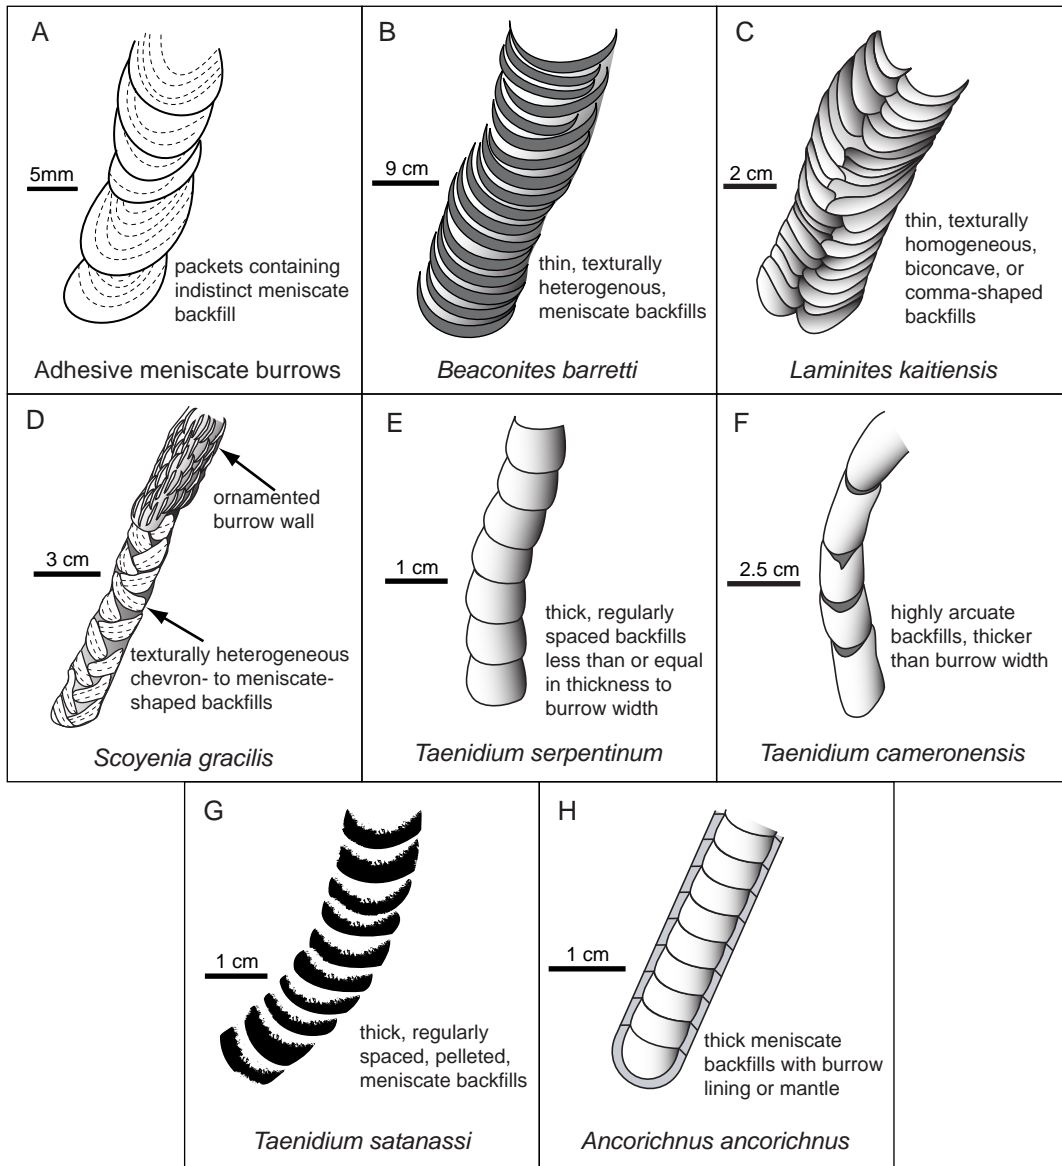 A
5mm
packets containing
indistinct meniscate
backfill
Adhesive meniscate burrows
B
9 cm
thin, texturally
heterogenous,
meniscate backfills
Beaconites barretti
C
2 cm
thin, texturally
homogeneous,
biconcave, or
comma-shaped
backfills
Laminites kaitiensis
D
ornamented
burrow wall
3 cm
texturally heterogeneous
chevron- to meniscate-
shaped backfills
Scoyenia gracilis
E
1 cm
thick, regularly
spaced backfills
less than or equal
in thickness to
burrow width
Taenidium serpentinum
F
2.5 cm
highly arcuate
backfills, thicker
than burrow width
Taenidium cameronensis
G
1 cm
thick, regularly
spaced, pelleted,
meniscate backfills
Taenidium satanassi
H
1 cm
thick meniscate
backfills with burrow
lining or mantle
Ancorichnus ancorichnus